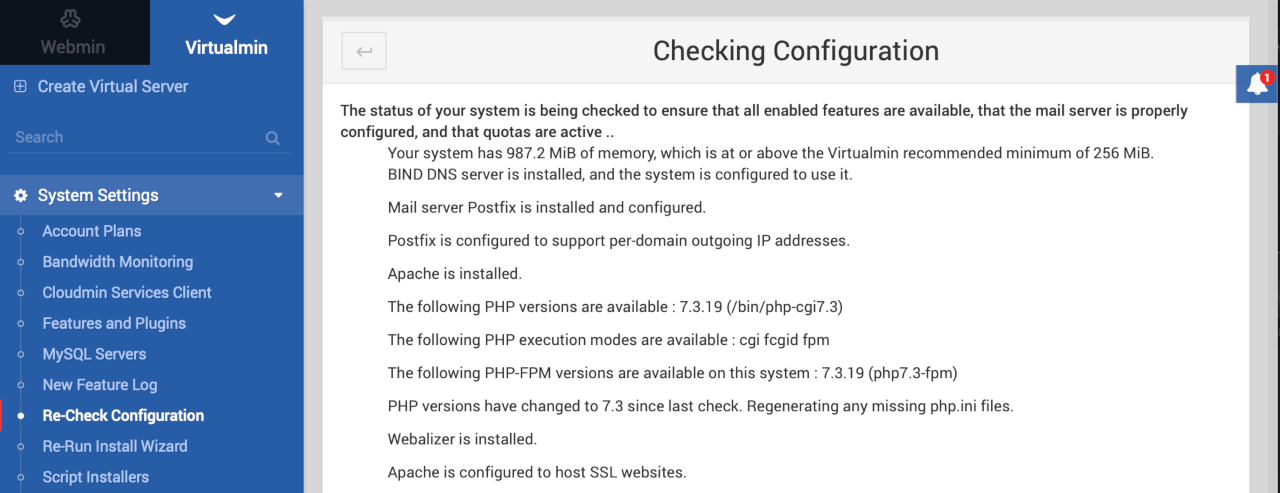 Webmin
Virtualmin
Create Virtual Server
Search
System Settings
Account Plans
Bandwidth Monitoring
Cloudmin Services Client
Features and Plugins
MySQL Servers
New Feature Log
Re-Check Configuration
Re-Run Install Wizard
Script Installers
Checking Configuration
1
The status of your system is being checked to ensure that all enabled features are available, that the mail server is properly
configured, and that quotas are active ..
Your system has 987.2 MiB of memory, which is at or above the Virtualmin recommended minimum of 256 MiB.
BIND DNS server is installed, and the system is configured to use it.
Mail server Postfix is installed and configured.
Postfix is configured to support per-domain outgoing IP addresses.
Apache is installed.
The following PHP versions are available : 7.3.19 (/bin/php-cgi7.3)
The following PHP execution modes are available : cgi fcgid fpm
The following PHP-FPM versions are available on this system : 7.3.19 (php7.3-fpm)
PHP versions have changed to 7.3 since last check. Regenerating any missing php.ini files.
Webalizer is installed.
Apache is configured to host SSL websites.